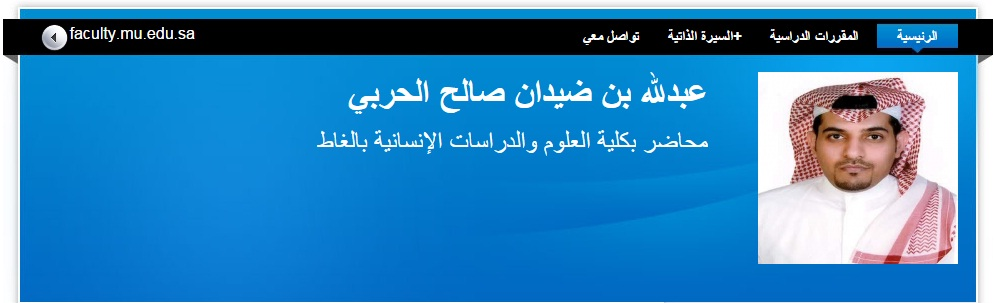 الرئيسية المقررات الدراسية السيرة الذاتية+ تواصل معي faculty.mu.edu.sa
عبدالله بن ضيدان صالح الحربي
محاضر بكلية العلوم والدراسات الإنسانية بالغاط